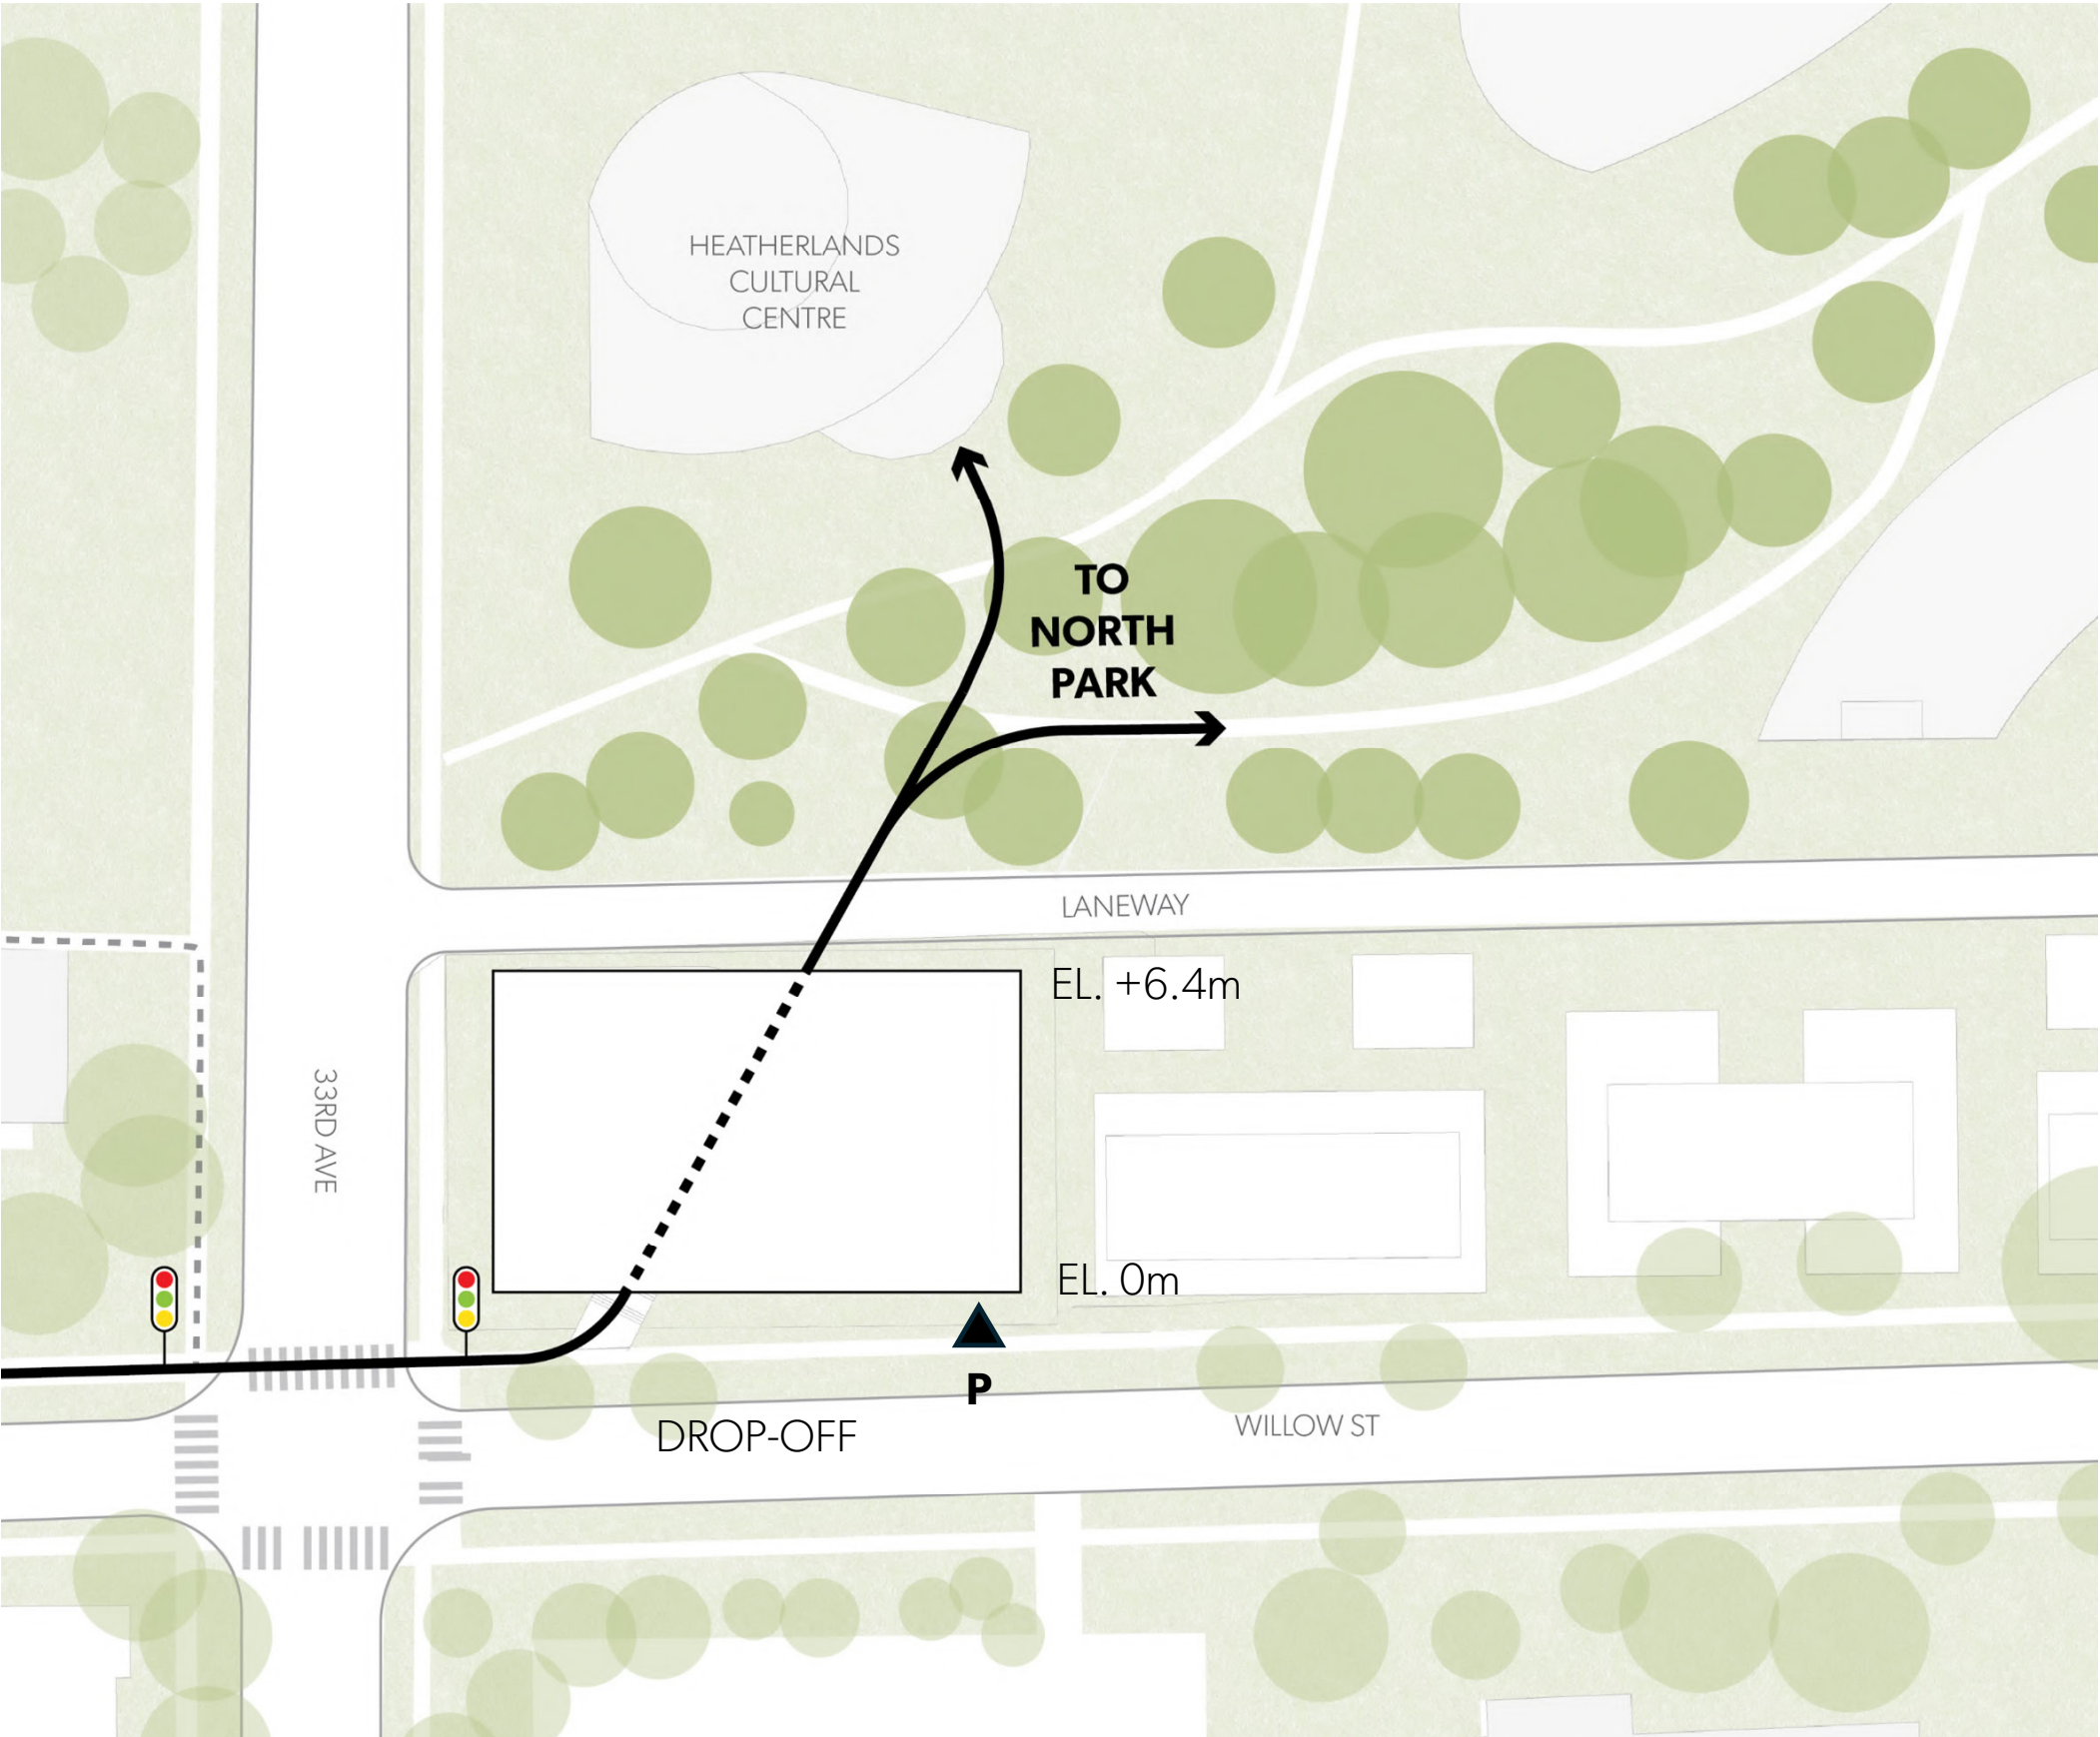 HEATHERLANDS
CULTURAL
CENTRE
TO
NORTH
PARK
LANEWAY
EL. +6.4m
33RD AVE
EL. 0m
P
DROP-OFF
WILLOW ST